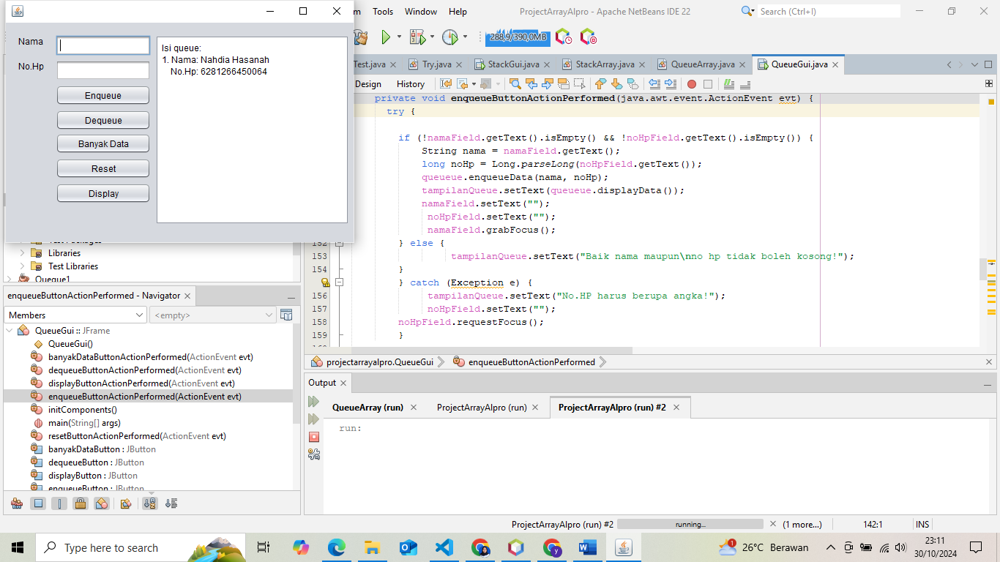 m Tools Window Help ProjectArrayAlpro - Apache NetBeans IDE 22 Search (Ctrl+I)
288,9/390,0MB
Nama
No.Hp
Enqueue
Dequeue
Banyak Data
Reset
Display
Isi queue:
1. Nama: Nahdia Hasanah
No.Hp: 6281266450064
Test.java Try.java StackGui.java StackArray.java QueueArray.java QueueGui.java
Design History
private void enqueueButtonActionPerformed(java.awt.event.ActionEvent evt) {
try {
if (!namaField.getText().isEmpty() && !noHpField.getText().isEmpty()) {
String nama = namaField.getText();
long noHp = Long.parseLong(noHpField.getText());
queueue.enqueueData(nama, noHp);
tampilanQueue.setText(queueue.displayData());
namaField.setText("");
noHpField.setText("");
namaField.grabFocus();
152 } else {
153 tampilanQueue.setText("Baik nama maupun\nno hp tidak boleh kosong!");
154 }
} catch (Exception e) {
156 tampilanQueue.setText("No.HP harus berupa angka!");
157 noHpField.setText("");
158 noHpField.requestFocus();
159 }
Libraries
Test Libraries
Queque1
enqueueButtonActionPerformed - Navigator
Members <empty>
QueueGui :: JFrame
QueueGui()
banyakDataButtonActionPerformed(ActionEvent evt)
dequeueButtonActionPerformed(ActionEvent evt)
displayButtonActionPerformed(ActionEvent evt)
enqueueButtonActionPerformed(ActionEvent evt)
initComponents()
main(String[] args)
resetButtonActionPerformed(ActionEvent evt)
banyakDataButton : JButton
dequeueButton : JButton
displayButton : JButton
enqueueButton : JButton
projectarrayalpro.QueueGui enqueueButtonActionPerformed
Output
QueueArray (run) ProjectArrayAlpro (run) ProjectArrayAlpro (run) #2
run:
ProjectArrayAlpro (run) #2 running... (1 more...) 142:1 INS
Type here to search
26°C Berawan
23:11
30/10/2024